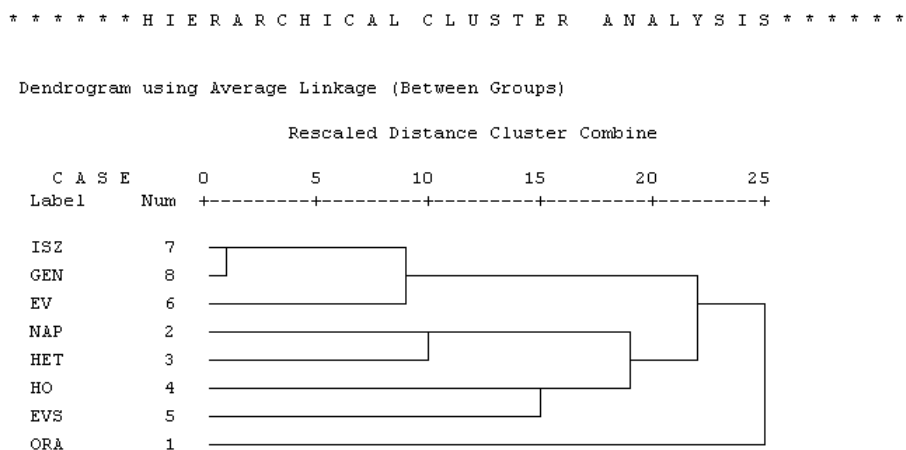 * * * * * * H I E R A R C H I C A L C L U S T E R A N A L Y S I S * * * * * *
Dendrogram using Average Linkage (Between Groups)
Rescaled Distance Cluster Combine
C A S E 0 5 10 15 20 25
Label Num +---------+---------+---------+---------+---------+
ISZ 7
GEN 8
EV 6
NAP 2
HET 3
HO 4
EVS 5
ORA 1